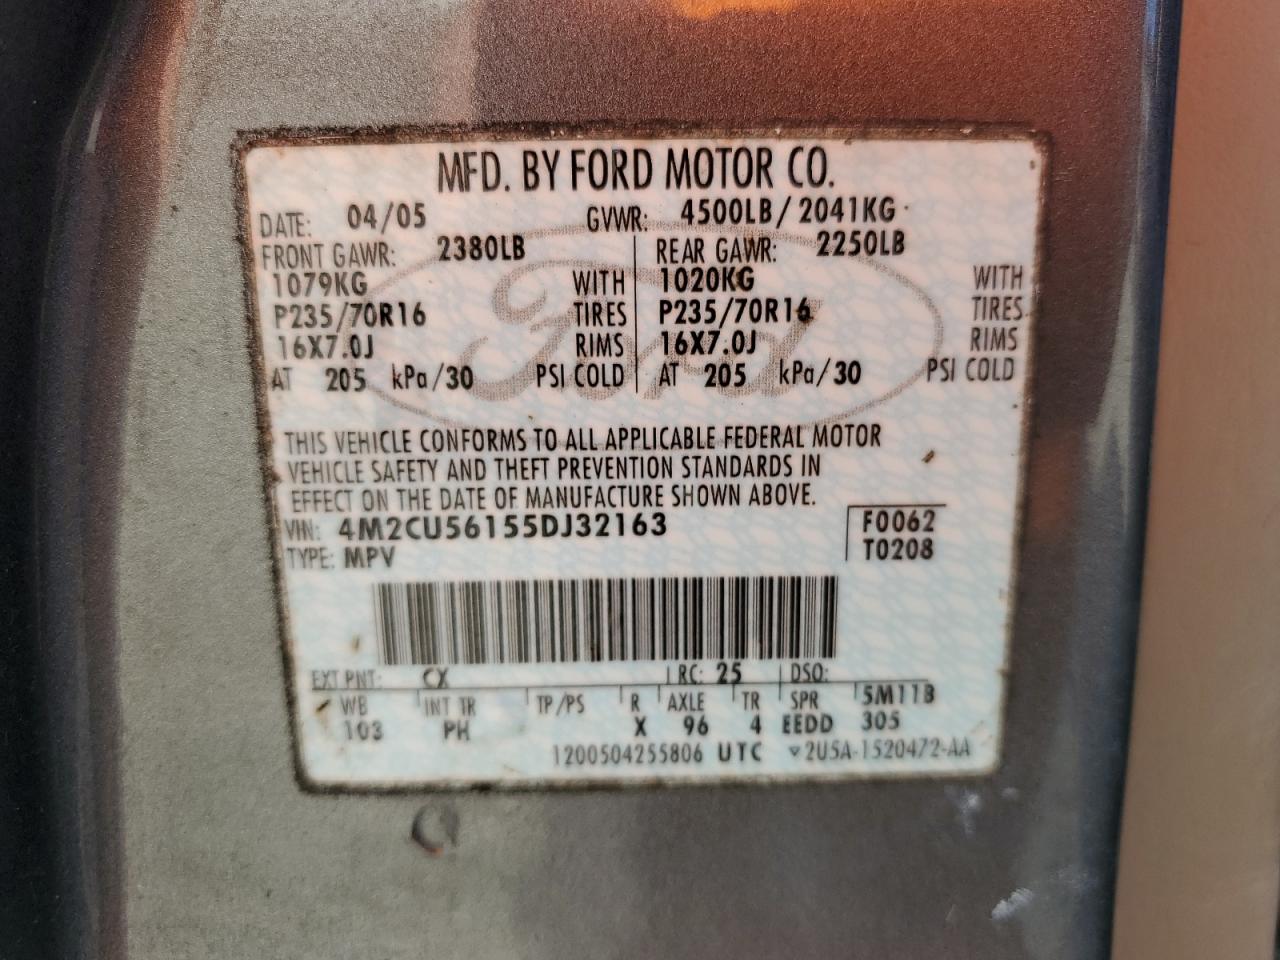 MFD. BY FORD MOTOR CO.
DATE: 04/05 GVWR: 4500LB/2041KG
FRONT GAWR: 2380LB REAR GAWR: 2250LB
1079KG WITH 1020KG WITH
P235/70R16 TIRES P235/70R16 TIRES
16X7.0J RIMS 16X7.0J RIMS
AT 205 kPa/30 PSI COLD AT 205 kPa/30 PSI COLD
Ford
THIS VEHICLE CONFORMS TO ALL APPLICABLE FEDERAL MOTOR
VEHICLE SAFETY AND THEFT PREVENTION STANDARDS IN
EFFECT ON THE DATE OF MANUFACTURE SHOWN ABOVE.
VIN: 4M2CU56155DJ32163 F0062
TYPE: MPV T0208
EXT PNT: CX RC: 25 DSO:
WB INT TR TP/PS R AXLE TR SPR 5M11B
103 PH X 96 4 EEDD 305
1200504255806 UTC ▼2U5A-1520472-AA